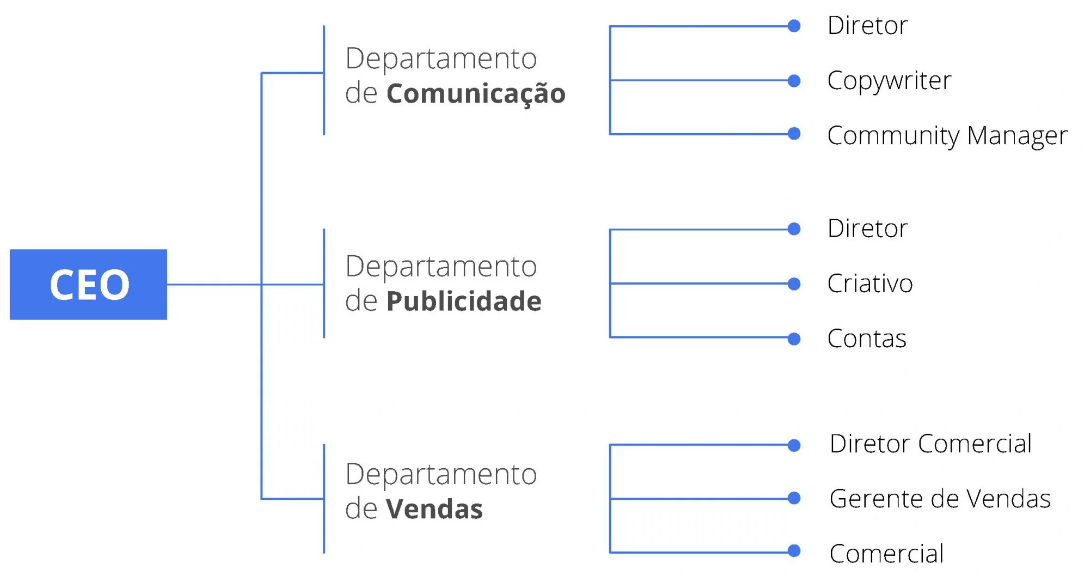 CEO
Departamento
de Comunicação
Diretor
Copywriter
Community Manager
Departamento
de Publicidade
Diretor
Criativo
Contas
Departamento
de Vendas
Diretor Comercial
Gerente de Vendas
Comercial